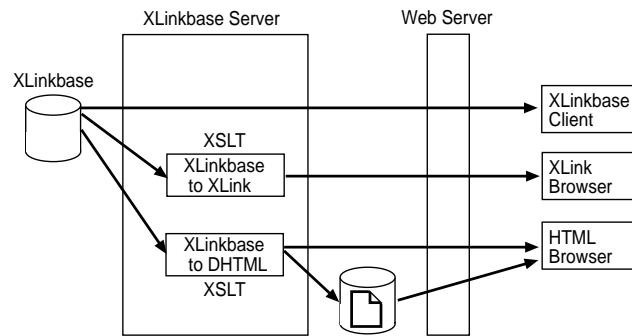 XLinkbase Server
Web Server
XLinkbase
XLinkbase
Client
XSLT
XLinkbase
to XLink
XLink
Browser
XLinkbase
to DHTML
XSLT
HTML
Browser